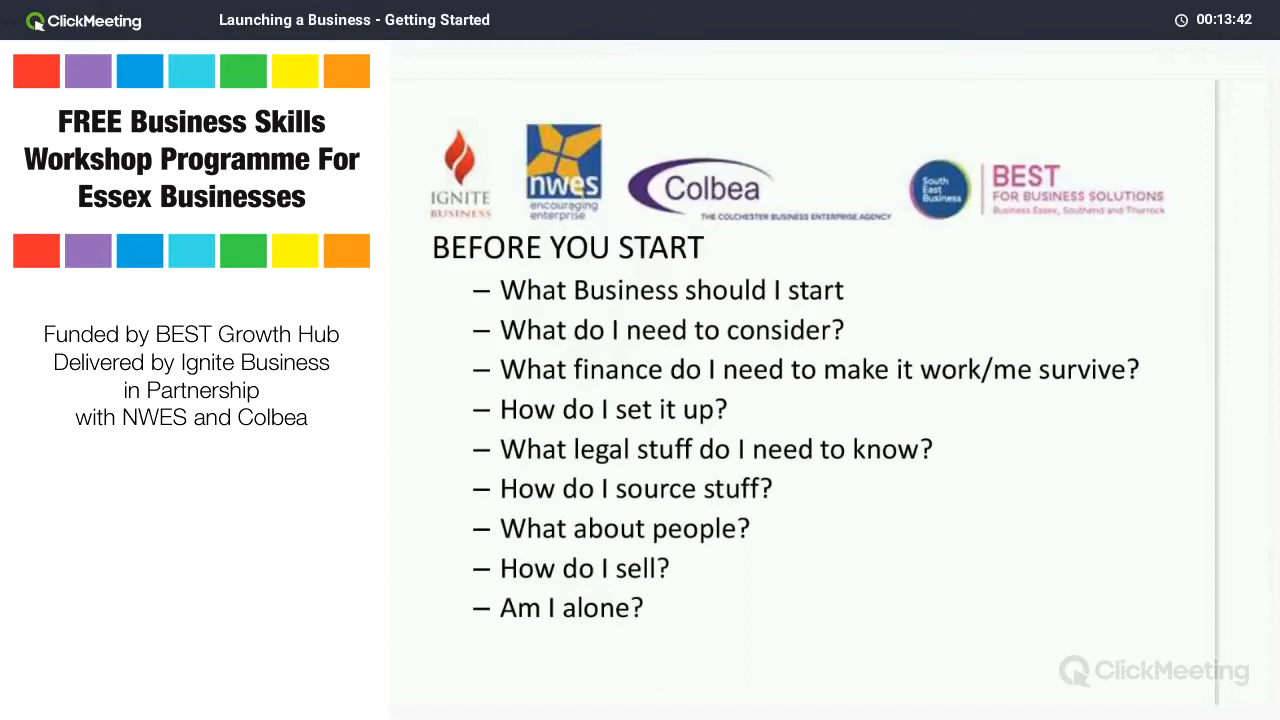 ClickMeeting
Launching a Business - Getting Started
00:13:42
FREE Business Skills
Workshop Programme For
Essex Businesses
Funded by BEST Growth Hub
Delivered by Ignite Business
in Partnership
with NWES and Colbea
IGNITE
BUSINESS
nwes
encouraging
enterprise
Colbea
THE COLCHESTER BUSINESS ENTERPRISE AGENCY
South
East
Business
BEST
FOR BUSINESS SOLUTIONS
Business Essex, Southend and Thurrock
BEFORE YOU START
– What Business should I start
– What do I need to consider?
– What finance do I need to make it work/me survive?
– How do I set it up?
– What legal stuff do I need to know?
– How do I source stuff?
– What about people?
– How do I sell?
– Am I alone?
ClickMeeting